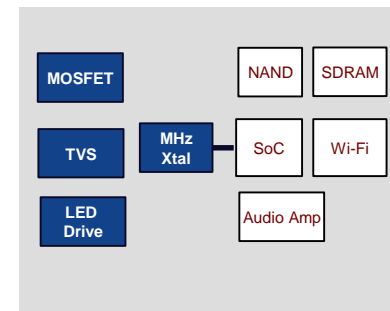 MOSFET
NAND
SDRAM
TVS
MHz
Xtal
SoC
Wi-Fi
LED
Drive
Audio Amp